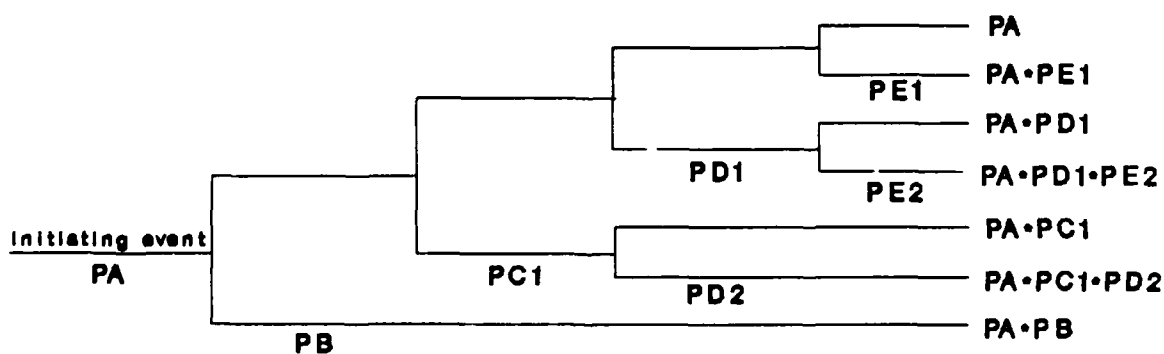 PA
PA•PE1
PE1
PA•PD1
PD1
PA•PD1•PE2
PE2
initiating event
PA
PA•PC1
PC1
PA•PC1•PD2
PD2
PA•PB
PB